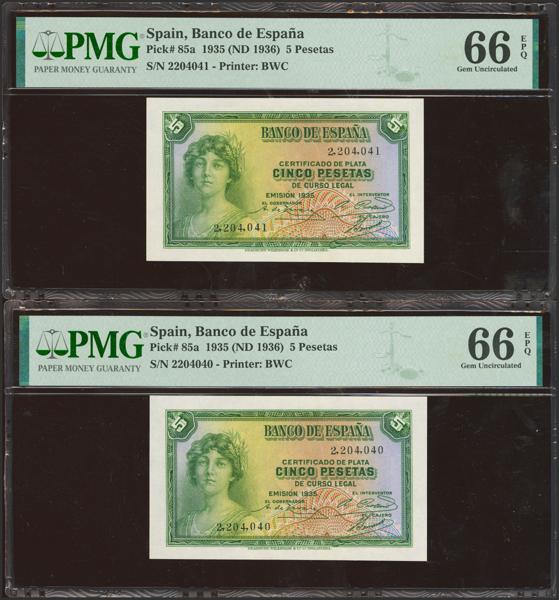 PMG
PAPER MONEY GUARANTY
Spain, Banco de España
Pick# 85a 1935 (ND 1936) 5 Pesetas
S/N 2204041 - Printer: BWC
66 EPQ
Gem Uncirculated
5 5
BANCO DE ESPAÑA
2,204,041
CERTIFICADO DE PLATA
CINCO PESETAS
DE CURSO LEGAL
EMISION 1935
EL INTERVENTOR
EL GOBERNADOR
EL CAJERO
2,204,041
PMG
PAPER MONEY GUARANTY
Spain, Banco de España
Pick# 85a 1935 (ND 1936) 5 Pesetas
S/N 2204040 - Printer: BWC
66 EPQ
Gem Uncirculated
5 5
BANCO DE ESPAÑA
2,204,040
CERTIFICADO DE PLATA
CINCO PESETAS
DE CURSO LEGAL
EMISION 1935
EL INTERVENTOR
EL GOBERNADOR
EL CAJERO
2,204,040